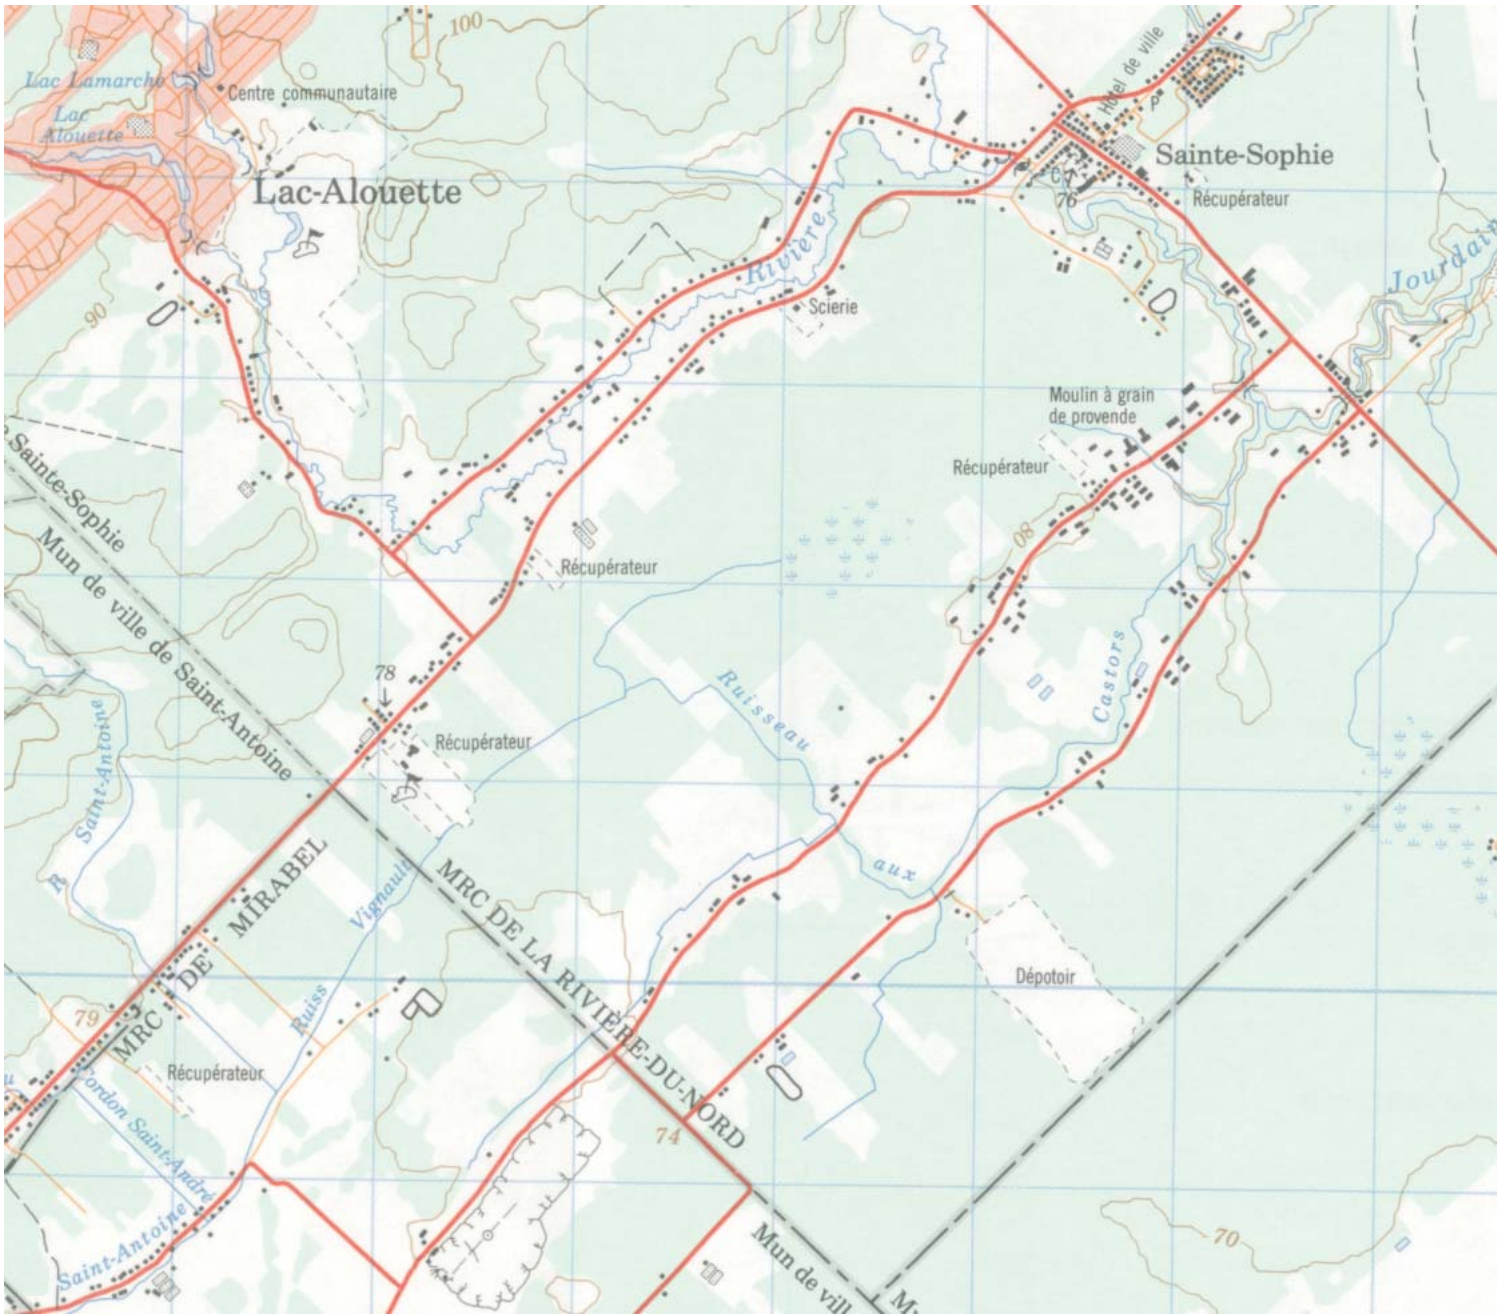 100
Hôtel de ville
Lac Lamarche
Centre communautaire
Lac
Alouette
P
Sainte-Sophie
Lac-Alouette
C
76
Récupérateur
Rivière
Jourdain
90
Scierie
Moulin à grain
de provende
Récupérateur
Sainte-Sophie
Mun de ville de Saint-Antoine
80
Récupérateur
Castors
Ruisseau
78
Récupérateur
R Saint-Antoine
MRC DE MIRABEL
Ruiss Vignault
aux
MRC DE LA RIVIÈRE-DU-NORD
Dépotoir
79
Récupérateur
Cordon Saint-André
74
Saint-Antoine
70
Mun de vill